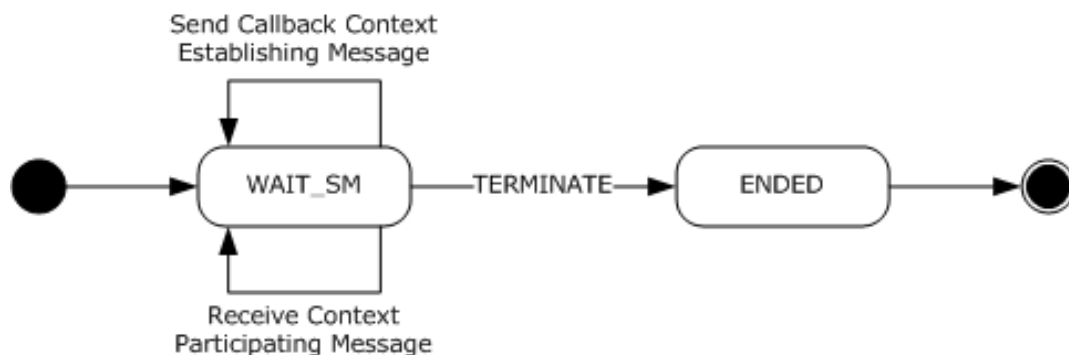 Send Callback Context
Establishing Message
WAIT_SM
TERMINATE
ENDED
Receive Context
Participating Message